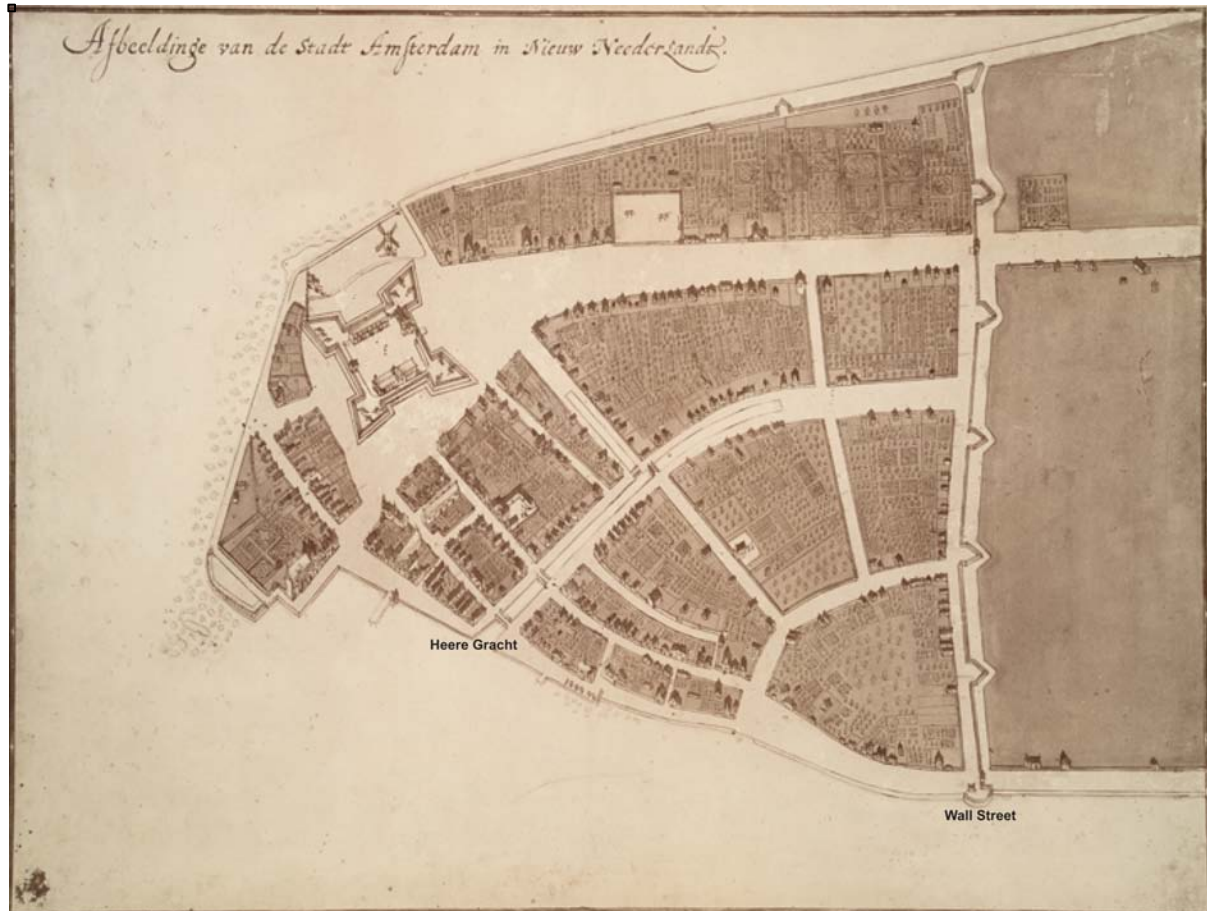 Afbeeldinge van de Stadt Amsterdam in Nieuw Neederlandt.
Heere Gracht
Wall Street